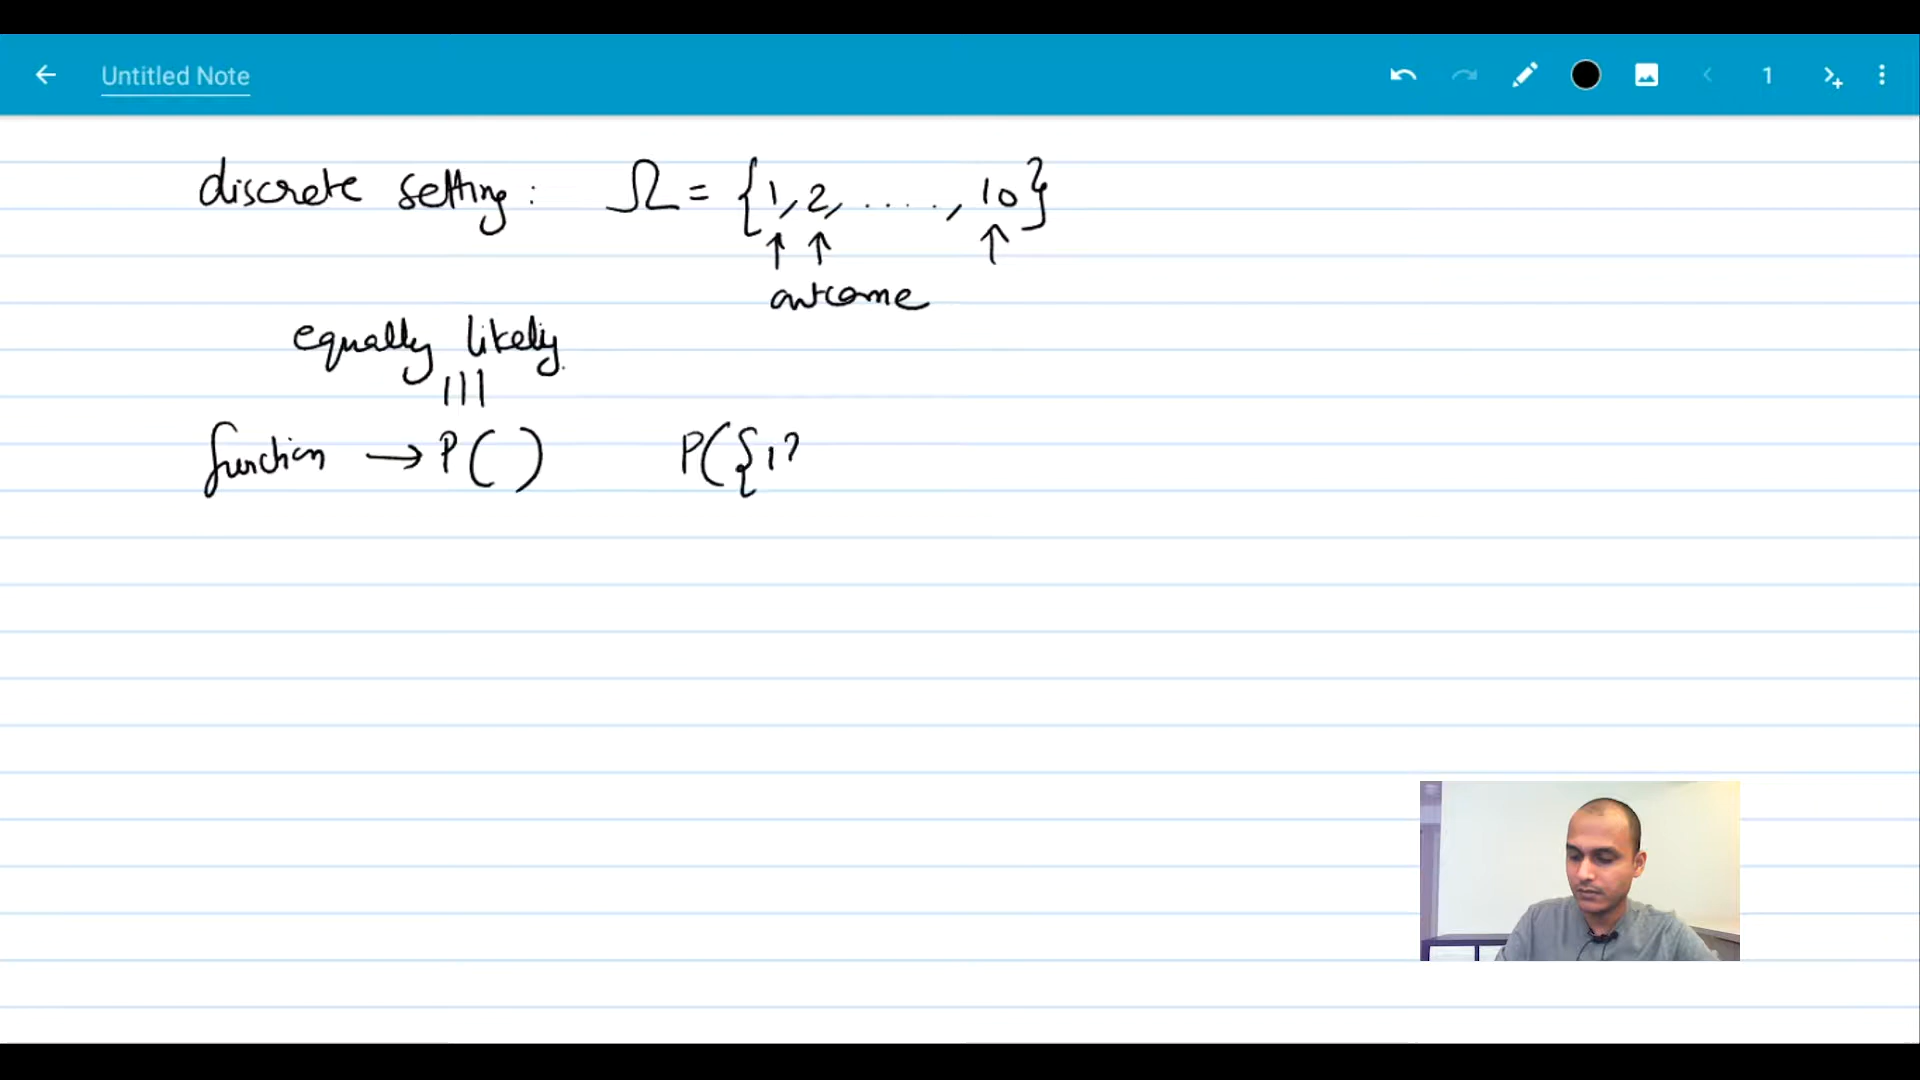 Untitled Note
1
discrete setting : Ω = {1, 2, ...., 10}
↑ ↑ ↑
outcome
equally likely.
|||
function → P( ) P({1